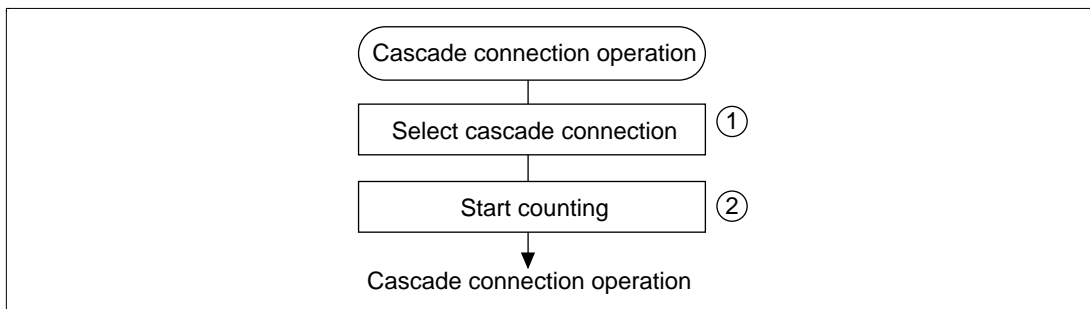 Cascade connection operation
Select cascade connection ①
Start counting ②
Cascade connection operation